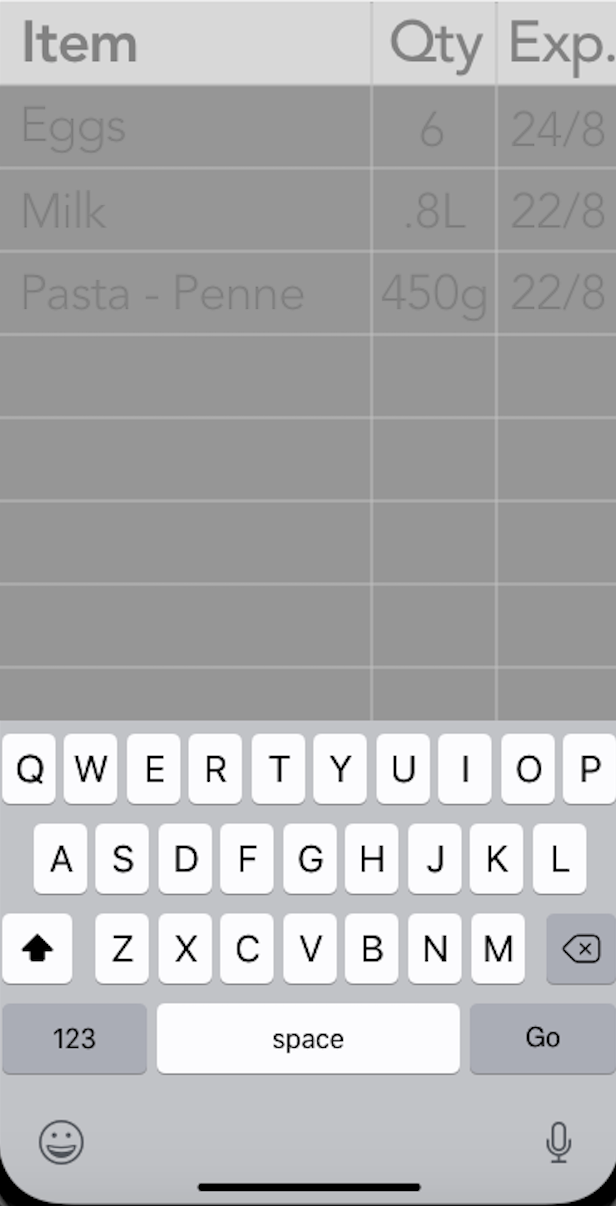 Item Qty Exp.
Eggs 6 24/8
Milk .8L 22/8
Pasta - Penne 450g 22/8
Q W E R T Y U I O P
A S D F G H J K L
Z X C V B N M
123 space Go